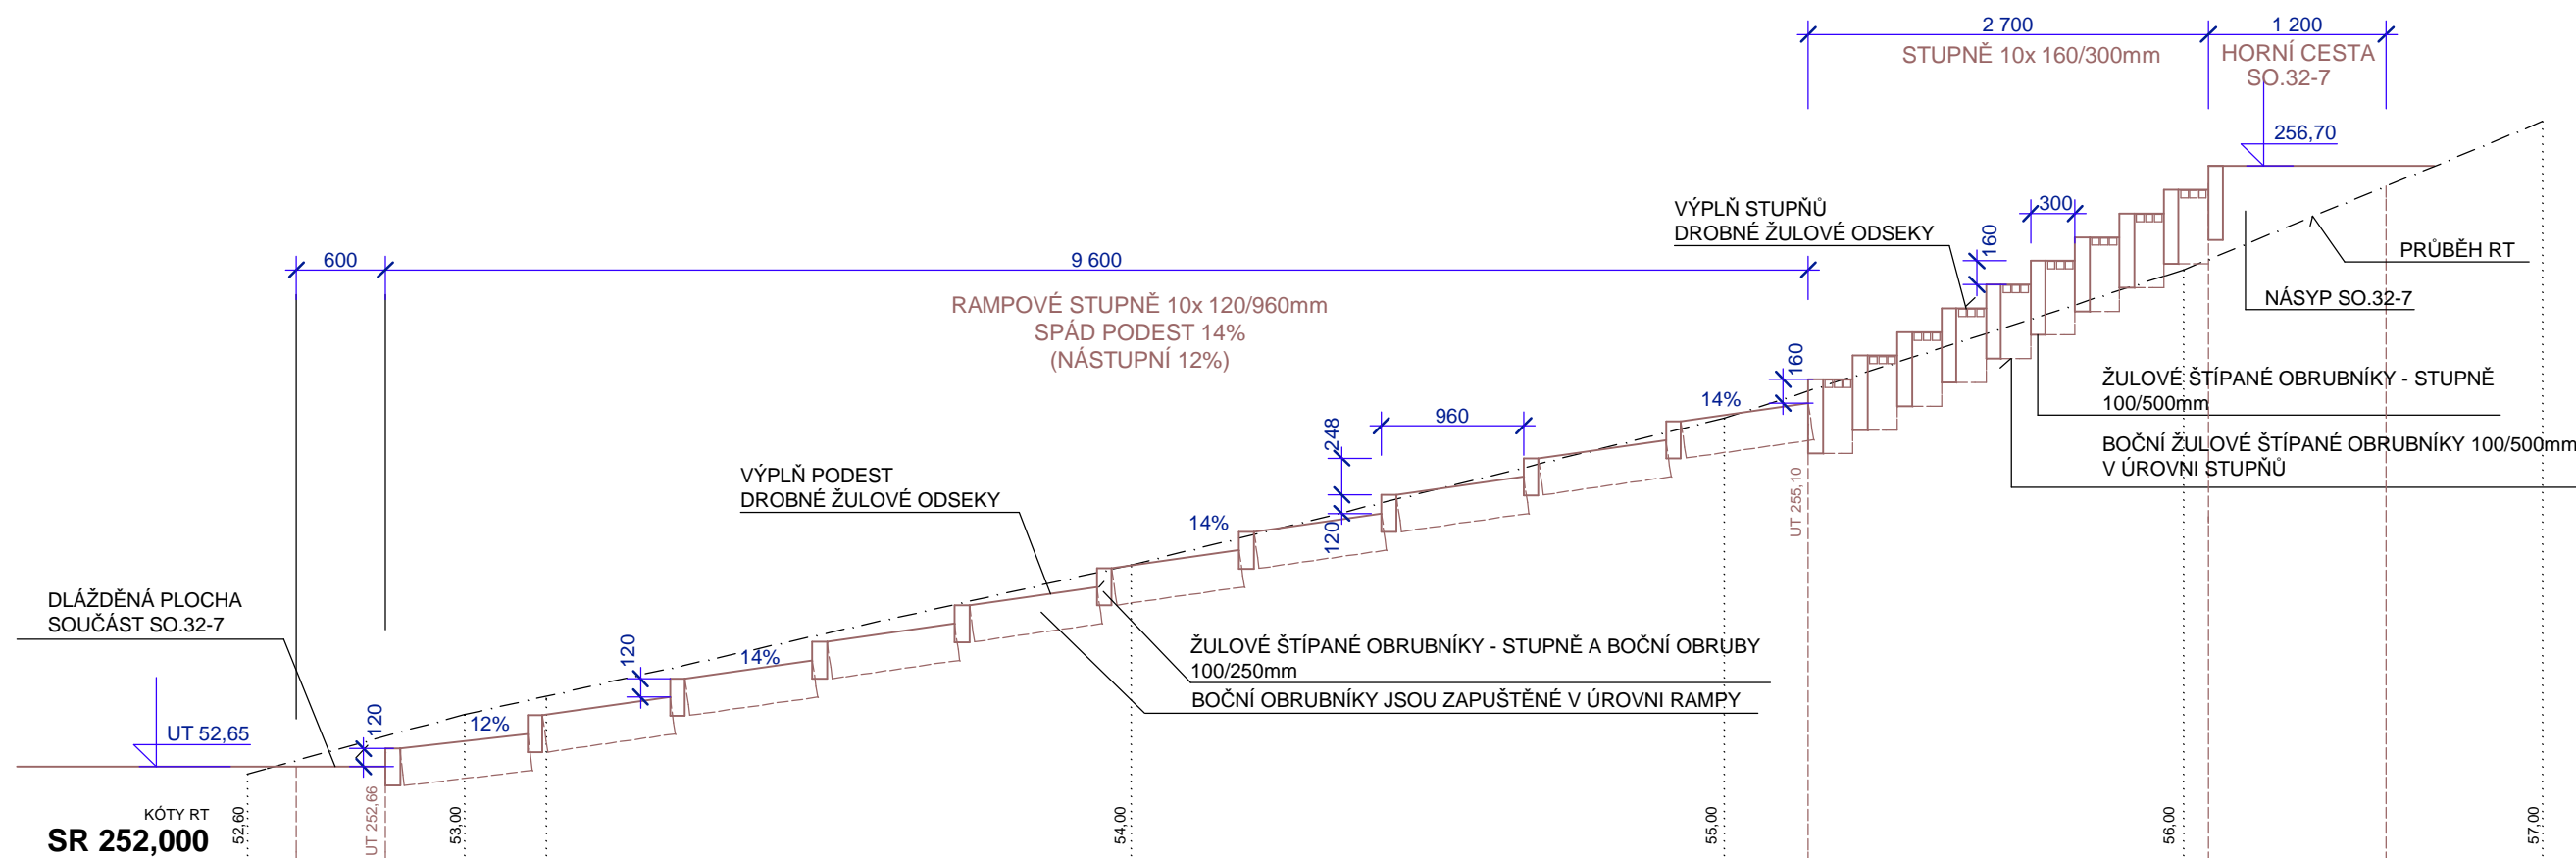 2 700
1 200
STUPNĚ 10x 160/300mm
HORNÍ CESTA
SO.32-7
256,70
VÝPLŇ STUPŇŮ
DROBNÉ ŽULOVÉ ODSEKY
300
160
PRŮBĚH RT
NÁSYP SO.32-7
600
9 600
RAMPOVÉ STUPNĚ 10x 120/960mm
SPÁD PODEST 14%
(NÁSTUPNÍ 12%)
160
14%
ŽULOVÉ ŠTÍPANÉ OBRUBNÍKY - STUPNĚ
100/500mm
BOČNÍ ŽULOVÉ ŠTÍPANÉ OBRUBNÍKY 100/500mm
V ÚROVNI STUPŇŮ
960
248
120
14%
UT 255,10
VÝPLŇ PODEST
DROBNÉ ŽULOVÉ ODSEKY
DLÁŽDĚNÁ PLOCHA
SOUČÁST SO.32-7
120
14%
ŽULOVÉ ŠTÍPANÉ OBRUBNÍKY - STUPNĚ A BOČNÍ OBRUBY
100/250mm
BOČNÍ OBRUBNÍKY JSOU ZAPUŠTĚNÉ V ÚROVNI RAMPY
UT 52,65
120
12%
UT 252,66
KÓTY RT
SR 252,000
52,60
53,00
54,00
55,00
56,00
57,00